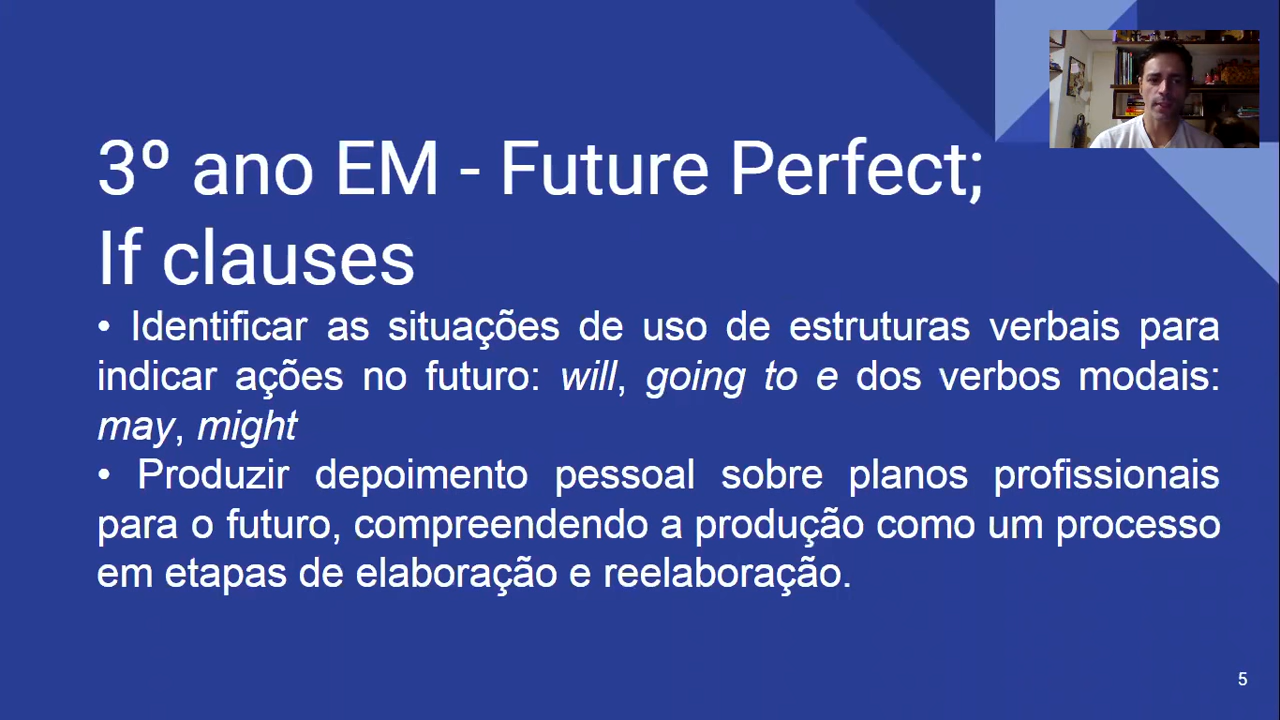 3º ano EM - Future Perfect;
If clauses
• Identificar as situações de uso de estruturas verbais para
indicar ações no futuro: will, going to e dos verbos modais:
may, might
• Produzir depoimento pessoal sobre planos profissionais
para o futuro, compreendendo a produção como um processo
em etapas de elaboração e reelaboração.
5